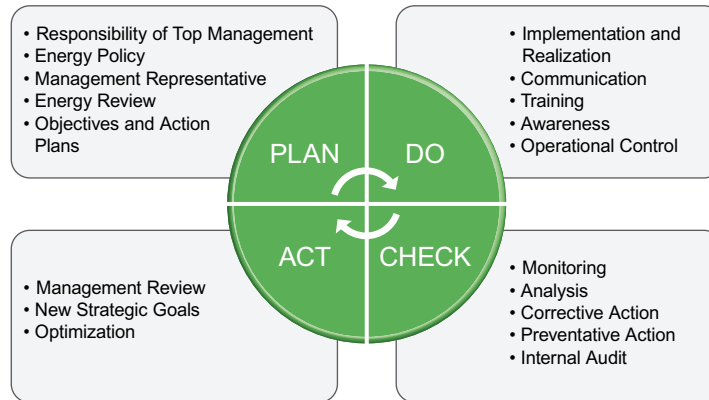 • Responsibility of Top Management
• Energy Policy
• Management Representative
• Energy Review
• Objectives and Action
Plans
• Implementation and
Realization
• Communication
• Training
• Awareness
• Operational Control
PLAN
DO
ACT
CHECK
• Management Review
• New Strategic Goals
• Optimization
• Monitoring
• Analysis
• Corrective Action
• Preventative Action
• Internal Audit